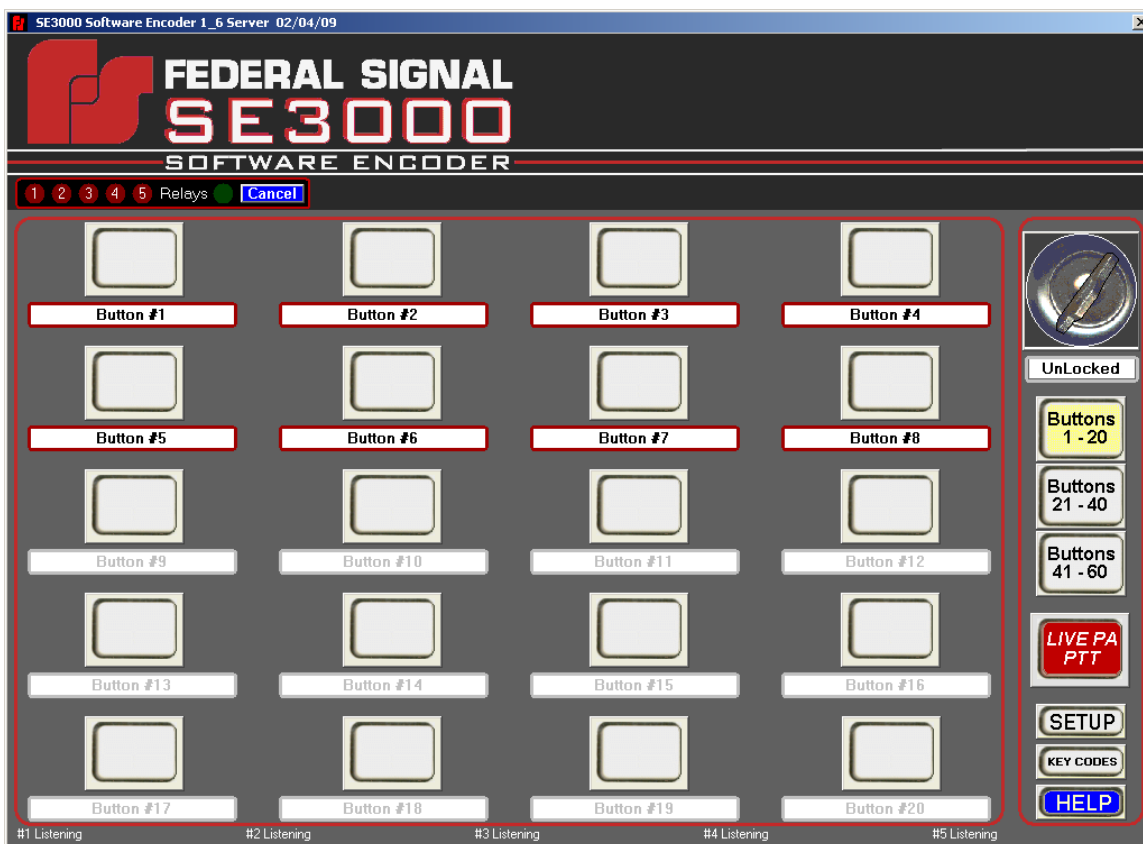 SE3000 Software Encoder 1_6 Server 02/04/09
FEDERAL SIGNAL
SE3000
SOFTWARE ENCODER
1 2 3 4 5 Relays Cancel
Button #1 Button #2 Button #3 Button #4
Button #5 Button #6 Button #7 Button #8
Button #9 Button #10 Button #11 Button #12
Button #13 Button #14 Button #15 Button #16
Button #17 Button #18 Button #19 Button #20
#1 Listening #2 Listening #3 Listening #4 Listening #5 Listening
UnLocked
Buttons
1 - 20
Buttons
21 - 40
Buttons
41 - 60
LIVE PA
PTT
SETUP
KEY CODES
HELP